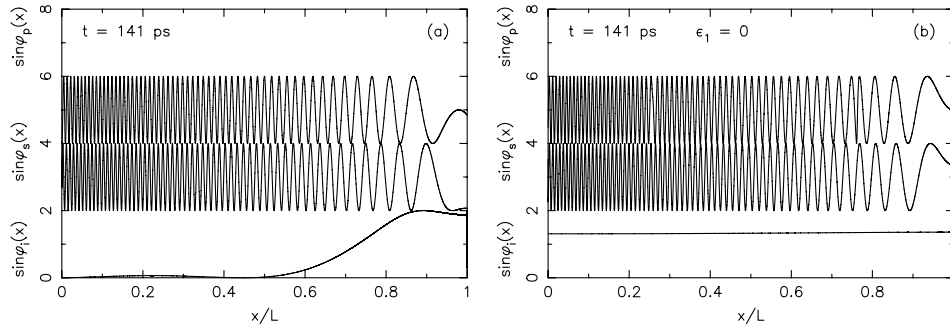 t = 141 ps
(a)
sinφp(x)
sinφs(x)
sinφi(x)
8
6
4
2
0
0
0.2
0.4
0.6
0.8
1
x/L
t = 141 ps
ϵ1 = 0
(b)
sinφp(x)
sinφs(x)
sinφi(x)
8
6
4
2
0
0
0.2
0.4
0.6
0.8
x/L